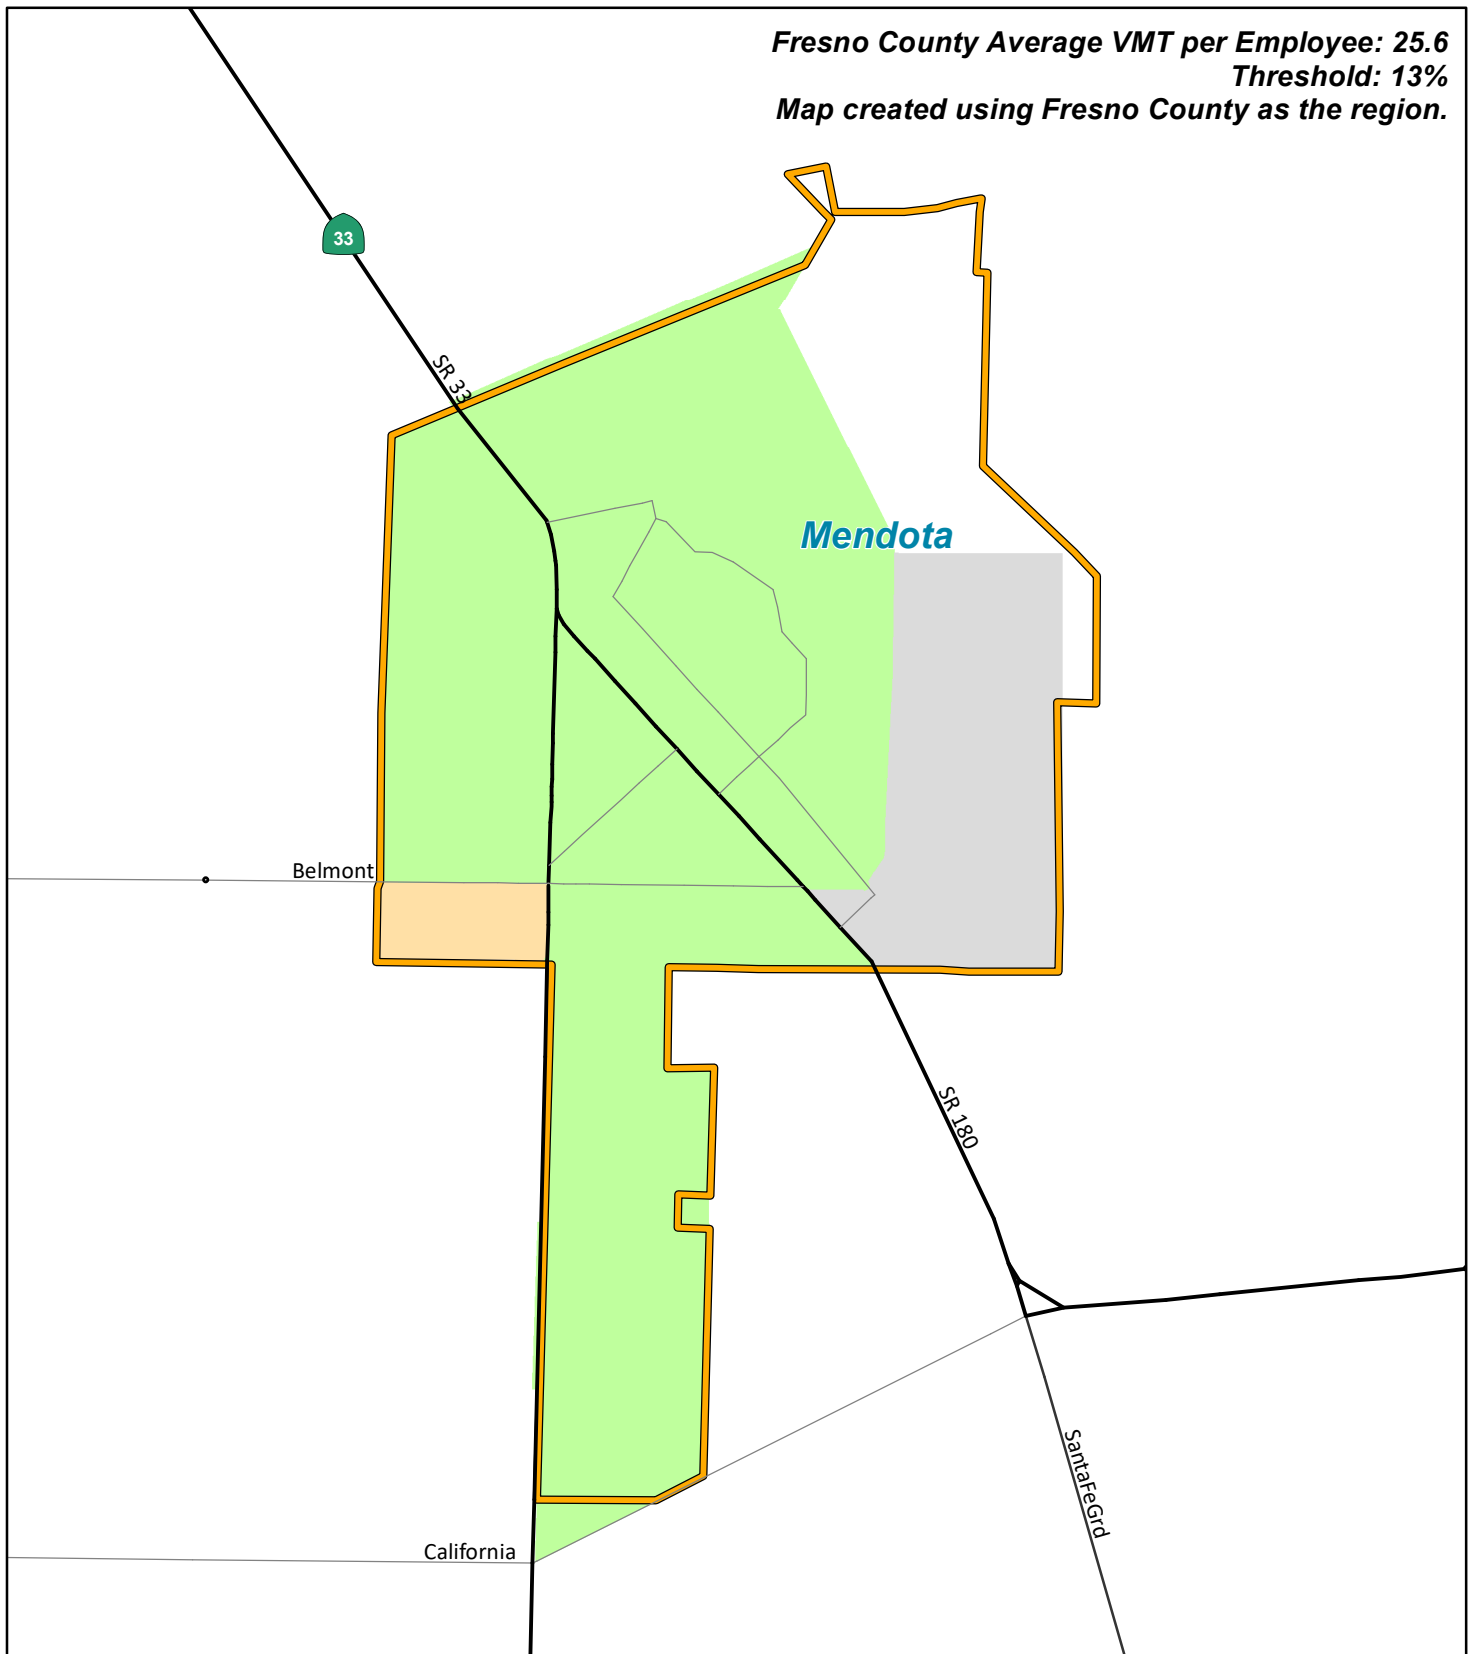 Fresno County Average VMT per Employee: 25.6
Threshold: 13%
Map created using Fresno County as the region.
33
SR 33
Mendota
Belmont
SR 180
SantaFeGrd
California